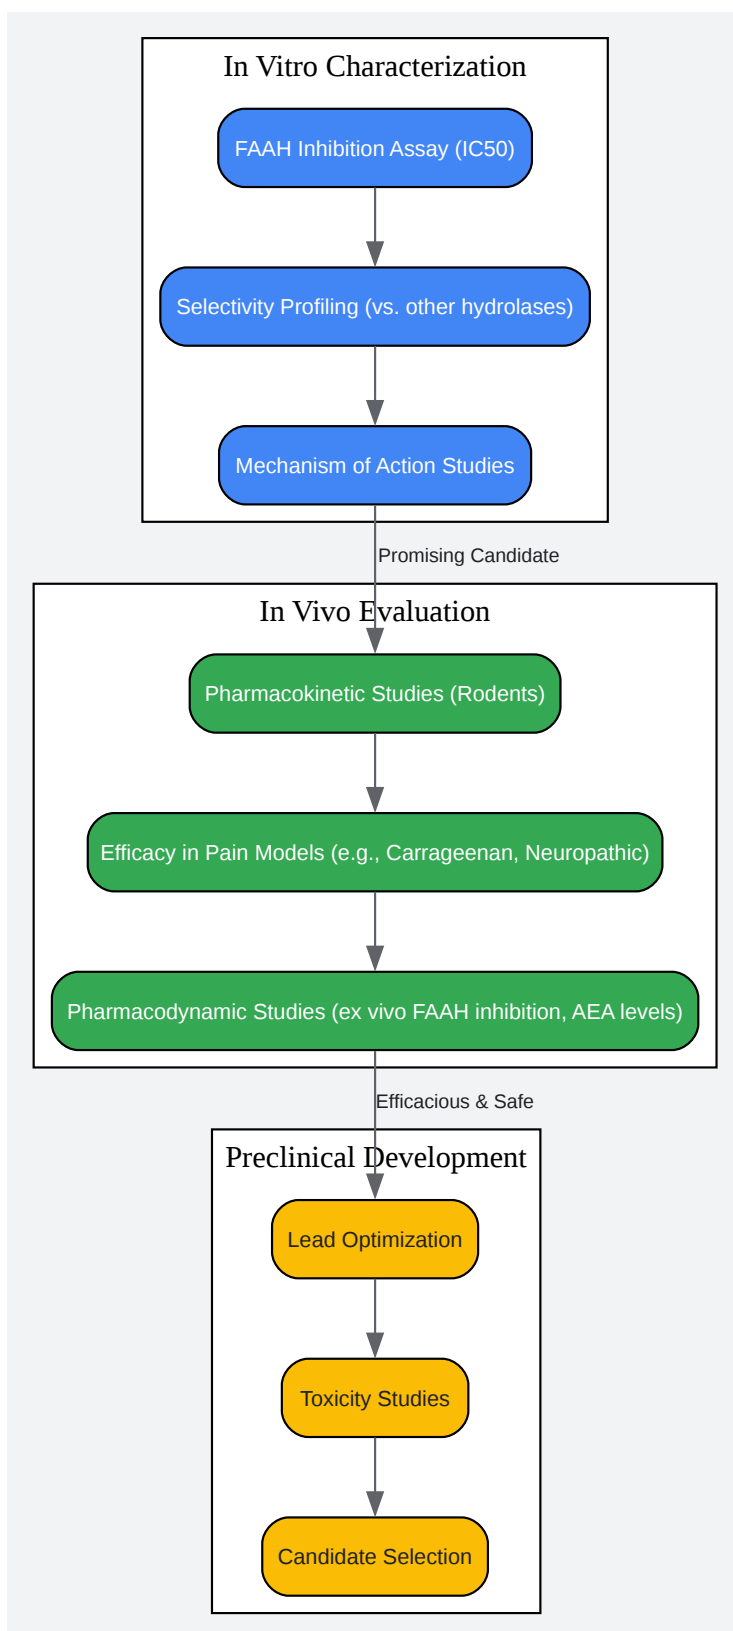 In Vitro Characterization
FAAH Inhibition Assay (IC50)
Selectivity Profiling (vs. other hydrolases)
Mechanism of Action Studies
Promising Candidate
In Vivo Evaluation
Pharmacokinetic Studies (Rodents)
Efficacy in Pain Models (e.g., Carrageenan, Neuropathic)
Pharmacodynamic Studies (ex vivo FAAH inhibition, AEA levels)
Efficacious & Safe
Preclinical Development
Lead Optimization
Toxicity Studies
Candidate Selection